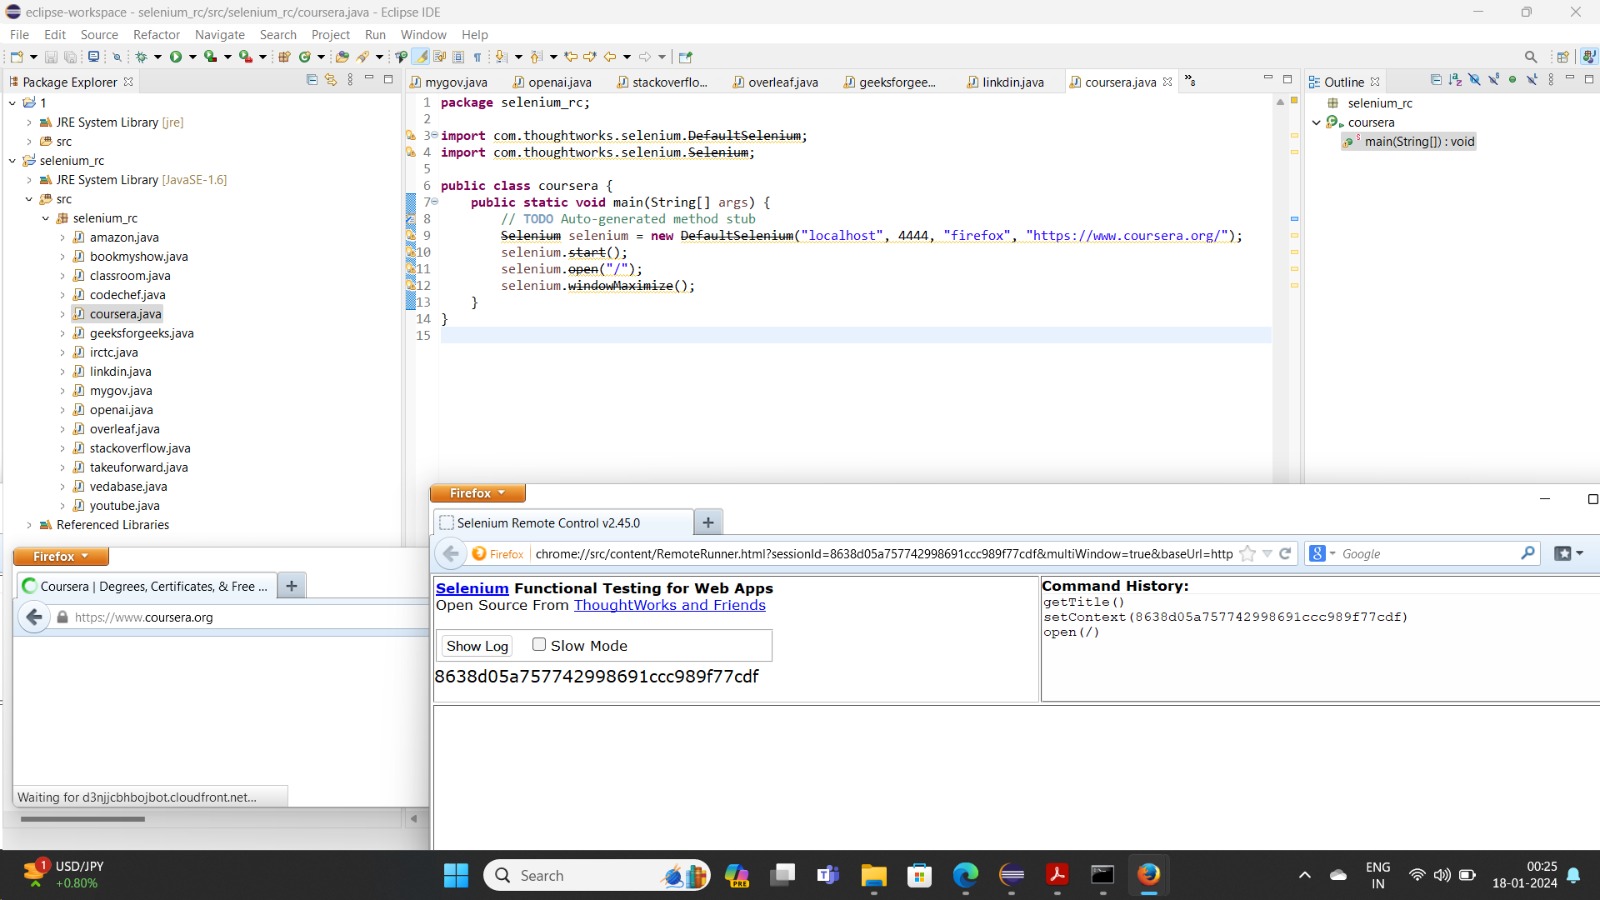 eclipse-workspace - selenium_rc/src/selenium_rc/coursera.java - Eclipse IDE
File Edit Source Refactor Navigate Search Project Run Window Help
Package Explorer
1
JRE System Library [jre]
src
selenium_rc
JRE System Library [JavaSE-1.6]
src
selenium_rc
amazon.java
bookmyshow.java
classroom.java
codechef.java
coursera.java
geeksforgeeks.java
irctc.java
linkdin.java
mygov.java
openai.java
overleaf.java
stackoverflow.java
takeuforward.java
vedabase.java
youtube.java
Referenced Libraries
mygov.java openai.java stackoverflo... overleaf.java geeksforgee... linkdin.java coursera.java »8
1 package selenium_rc;
2
3 import com.thoughtworks.selenium.DefaultSelenium;
4 import com.thoughtworks.selenium.Selenium;
5
6 public class coursera {
7 public static void main(String[] args) {
8 // TODO Auto-generated method stub
9 Selenium selenium = new DefaultSelenium("localhost", 4444, "firefox", "https://www.coursera.org/");
10 selenium.start();
11 selenium.open("/");
12 selenium.windowMaximize();
13 }
14 }
15
Outline
selenium_rc
coursera
main(String[]) : void
Firefox
Coursera | Degrees, Certificates, & Free ...
https://www.coursera.org
Waiting for d3njjcbhbojbot.cloudfront.net...
Firefox
Selenium Remote Control v2.45.0
Firefox chrome://src/content/RemoteRunner.html?sessionId=8638d05a757742998691ccc989f77cdf&multiWindow=true&baseUrl=http
Google
Selenium Functional Testing for Web Apps
Open Source From ThoughtWorks and Friends
Show Log Slow Mode
8638d05a757742998691ccc989f77cdf
Command History:
getTitle()
setContext(8638d05a757742998691ccc989f77cdf)
open(/)
1
USD/JPY
+0.80%
Search
PRE
ENG
IN
00:25
18-01-2024